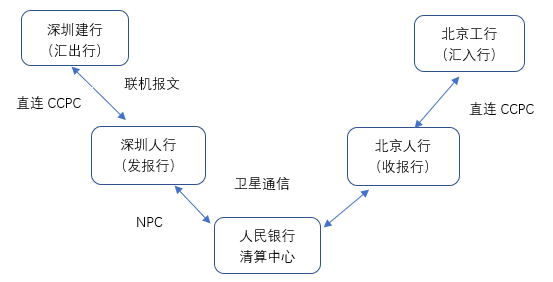 深圳建行
（汇出行）
北京工行
（汇入行）
联机报文
直连 CCPC
直连 CCPC
深圳人行
（发报行）
北京人行
（收报行）
卫星通信
NPC
人民银行
清算中心